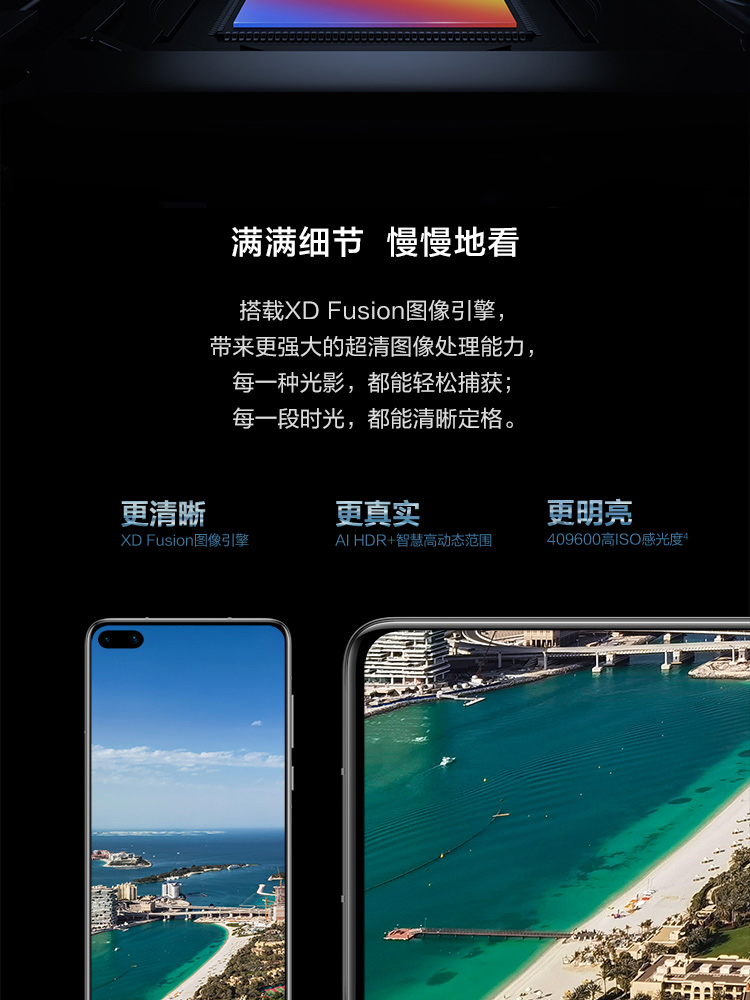 满满细节 慢慢地看
搭载XD Fusion图像引擎，
带来更强大的超清图像处理能力，
每一种光影，都能轻松捕获；
每一段时光，都能清晰定格。
更清晰
XD Fusion图像引擎
更真实
AI HDR+智慧高动态范围
更明亮
409600高ISO感光度4